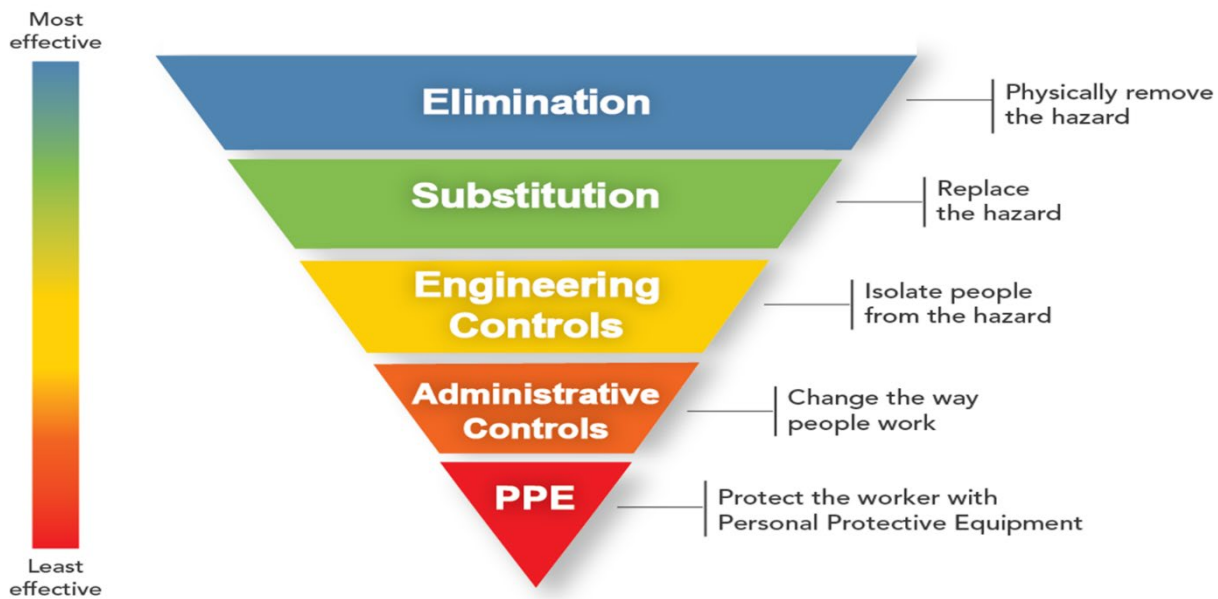 Most
effective
Elimination
Physically remove
the hazard
Substitution
Replace
the hazard
Engineering
Controls
Isolate people
from the hazard
Administrative
Controls
Change the way
people work
PPE
Protect the worker with
Personal Protective Equipment
Least
effective